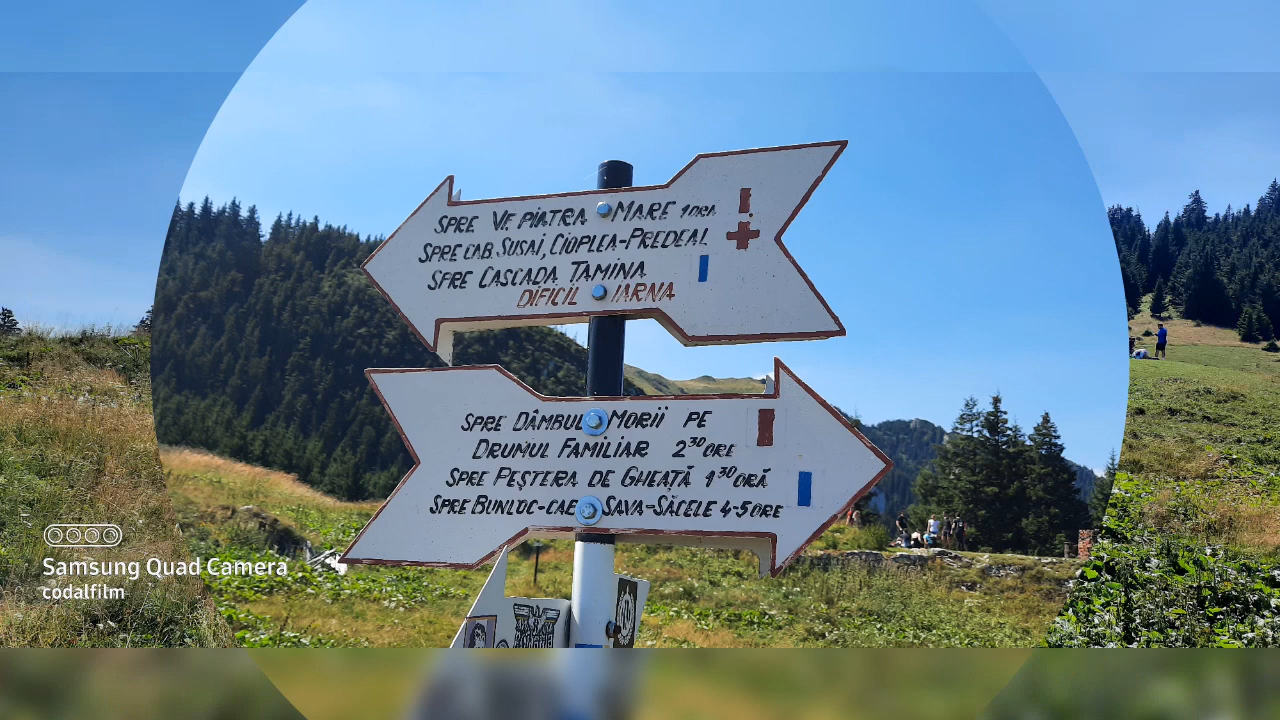 SPRE VF. PIATRA MARE 1 ORA
SPRE CAB. SUSAI, CIOPLEA-PREDEAL
SPRE CASCADA TAMINA
DIFICIL IARNA
SPRE DÂMBUL MORII PE
DRUMUL FAMILIAR 2³⁰ ORE
SPRE PEȘTERA DE GHEAȚĂ 1³⁰ ORĂ
SPRE BUNLOC-CAB SAVA-SĂCELE 4-5 ORE
Samsung Quad Camera
codalfilm